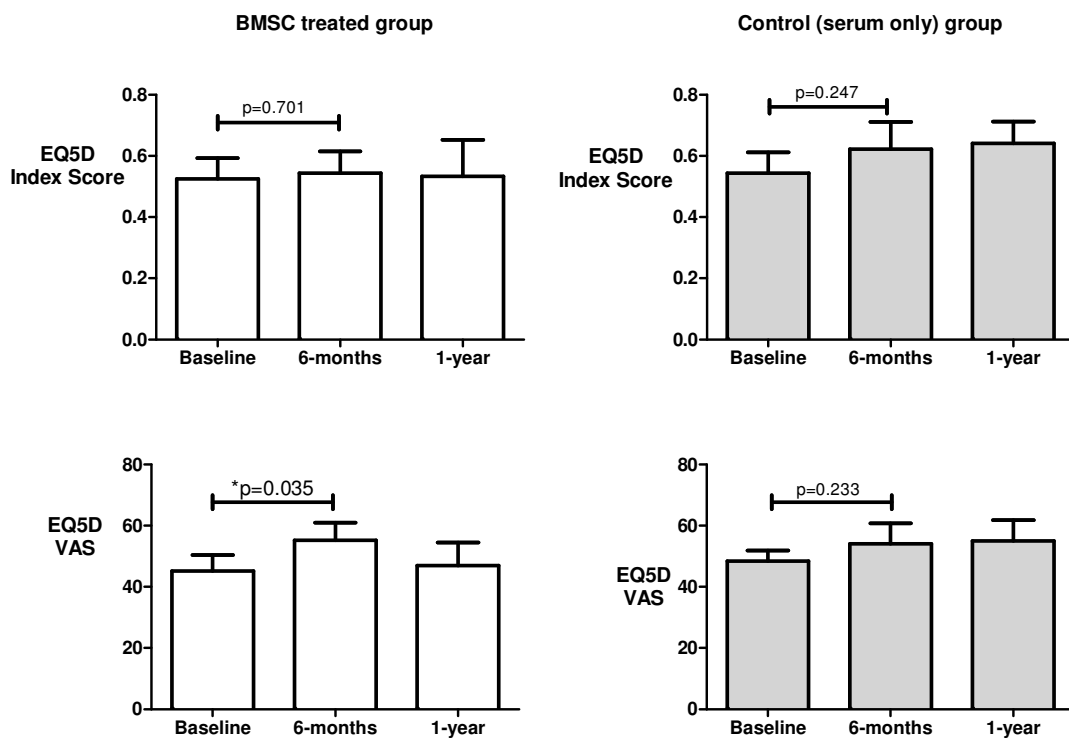 BMSC treated group
Control (serum only) group
EQ5D
Index Score
0.8
0.6
0.4
0.2
0.0
p=0.701
Baseline
6-months
1-year
EQ5D
Index Score
0.8
0.6
0.4
0.2
0.0
p=0.247
Baseline
6-months
1-year
EQ5D
VAS
80
60
40
20
0
*p=0.035
Baseline
6-months
1-year
EQ5D
VAS
80
60
40
20
0
p=0.233
Baseline
6-months
1-year